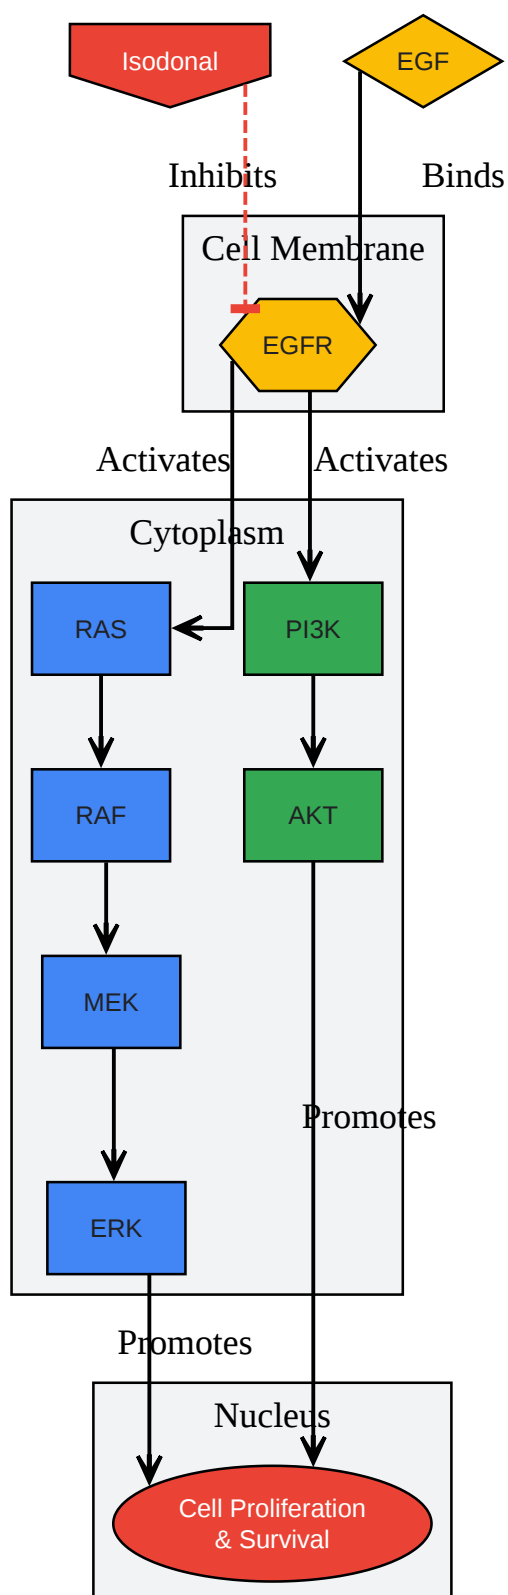 Isodonal
EGF
Inhibits
Binds
Cell Membrane
EGFR
Activates
Activates
Cytoplasm
RAS
PI3K
RAF
AKT
MEK
Promotes
ERK
Promotes
Nucleus
Cell Proliferation
& Survival